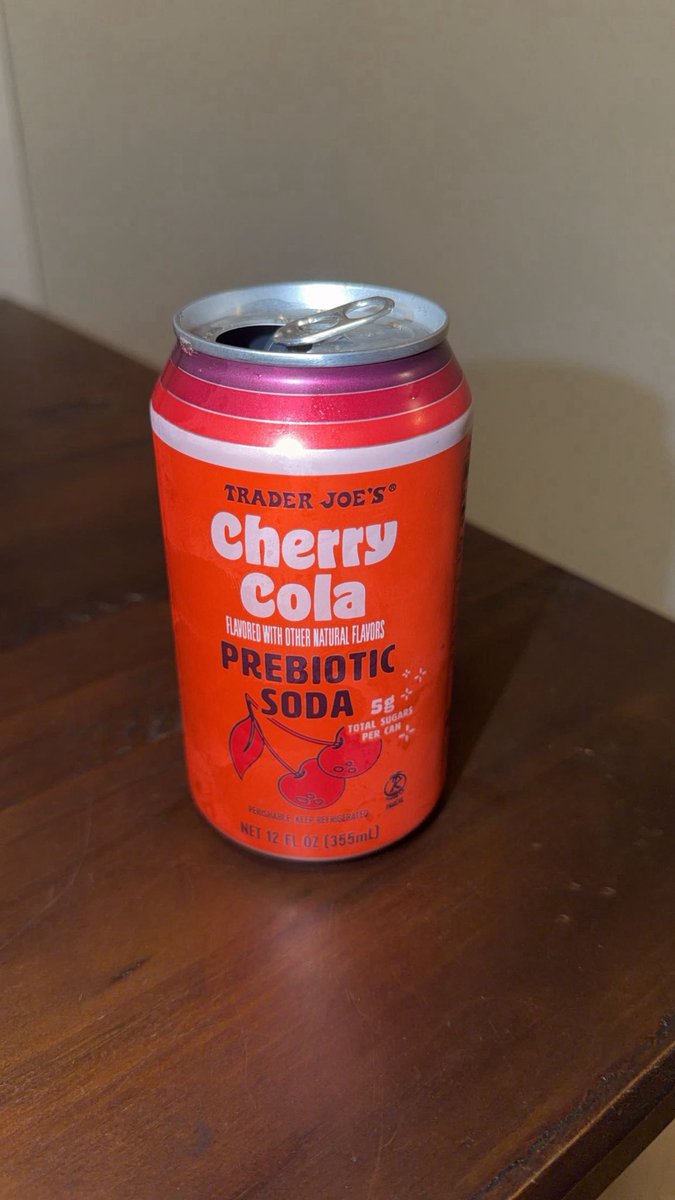 TRADER JOE'S®
Cherry
Cola
FLAVORED WITH OTHER NATURAL FLAVORS
PREBIOTIC
SODA
5g
TOTAL SUGARS
PER CAN
PERISHABLE KEEP REFRIGERATED
NET 12 FL OZ (355mL)